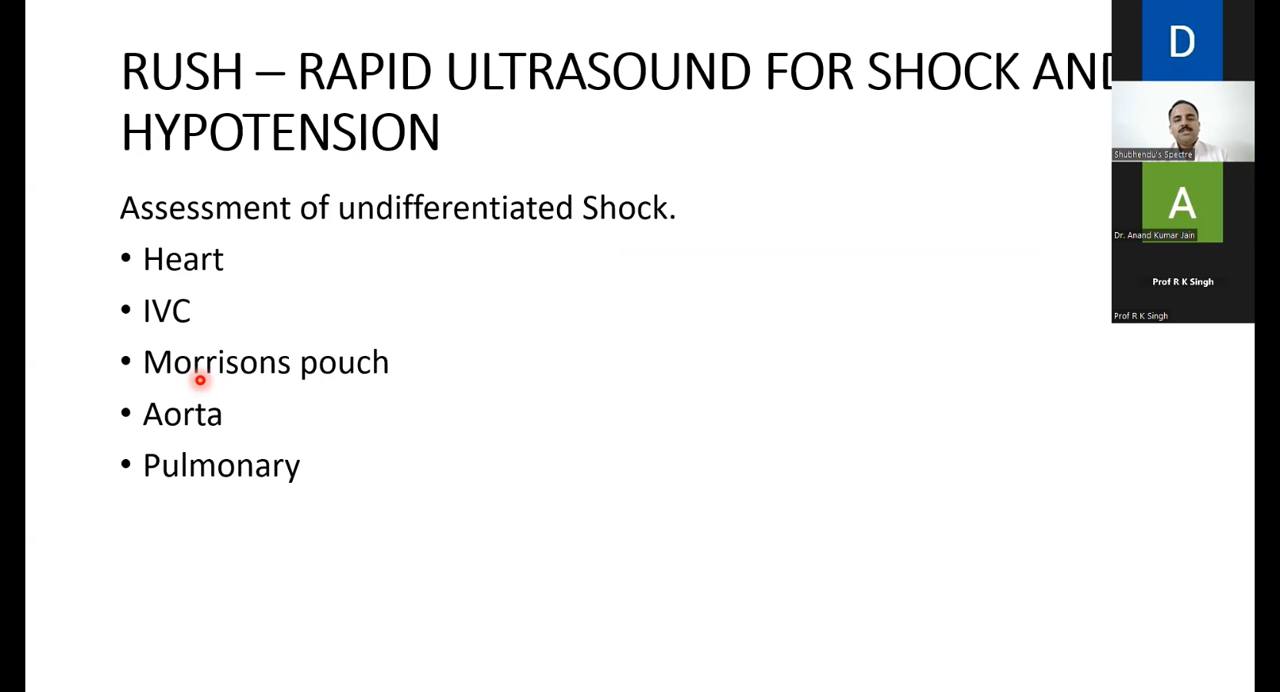 RUSH – RAPID ULTRASOUND FOR SHOCK AND
HYPOTENSION
Assessment of undifferentiated Shock.
• Heart
• IVC
• Morrisons pouch
• Aorta
• Pulmonary
D
Shubhendu's Spectre
A
Dr. Anand Kumar Jain
Prof R K Singh
Prof R K Singh